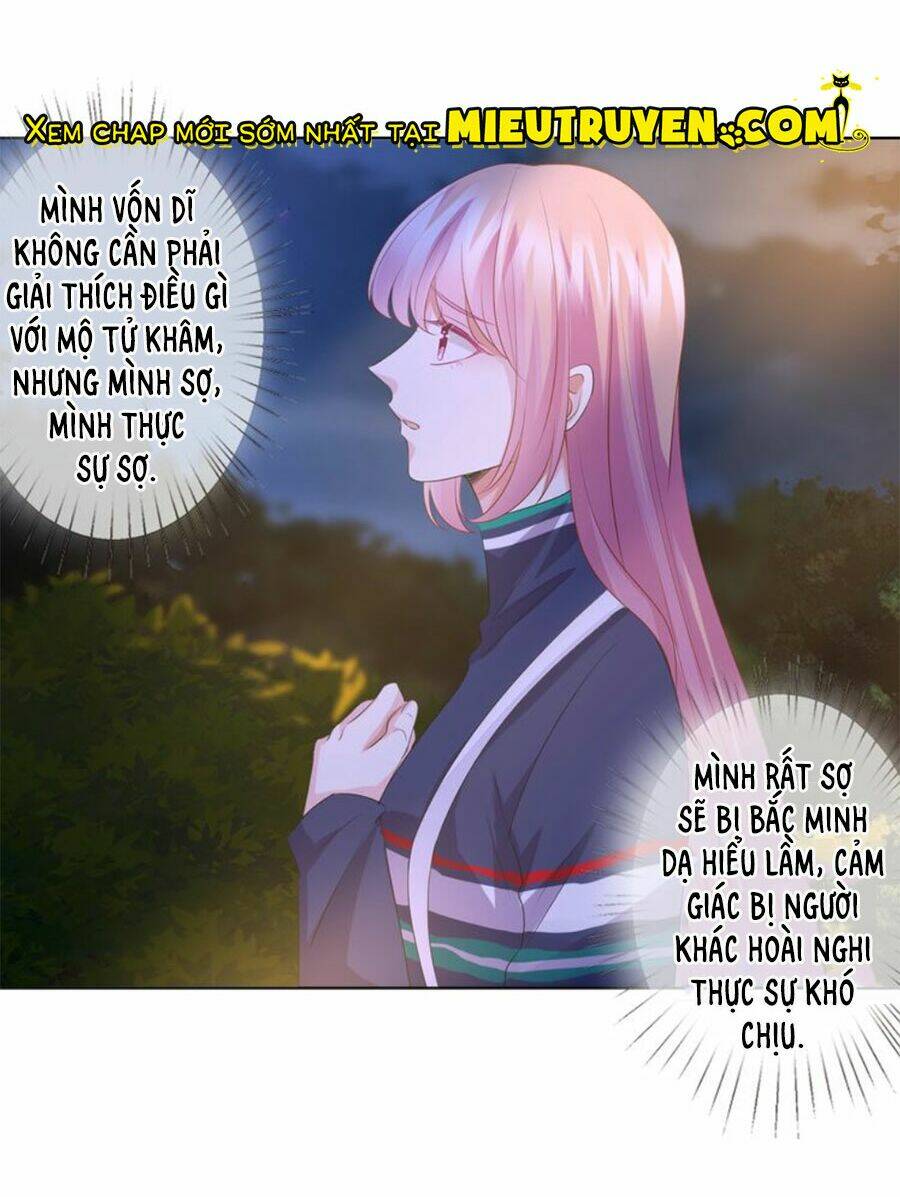 XEM CHAP MỚI SỚM NHẤT TẠI MIEUTRUYEN.COM
MÌNH VỐN DĨ
KHÔNG CẦN PHẢI
GIẢI THÍCH ĐIỀU GÌ
VỚI MỘ TỬ KHÂM,
NHƯNG MÌNH SỢ,
MÌNH THỰC
SỰ SỢ.
MÌNH RẤT SỢ
SẼ BỊ BẮC MINH
DẠ HIỂU LẦM, CẢM
GIÁC BỊ NGƯỜI
KHÁC HOÀI NGHI
THỰC SỰ KHÓ
CHỊU.